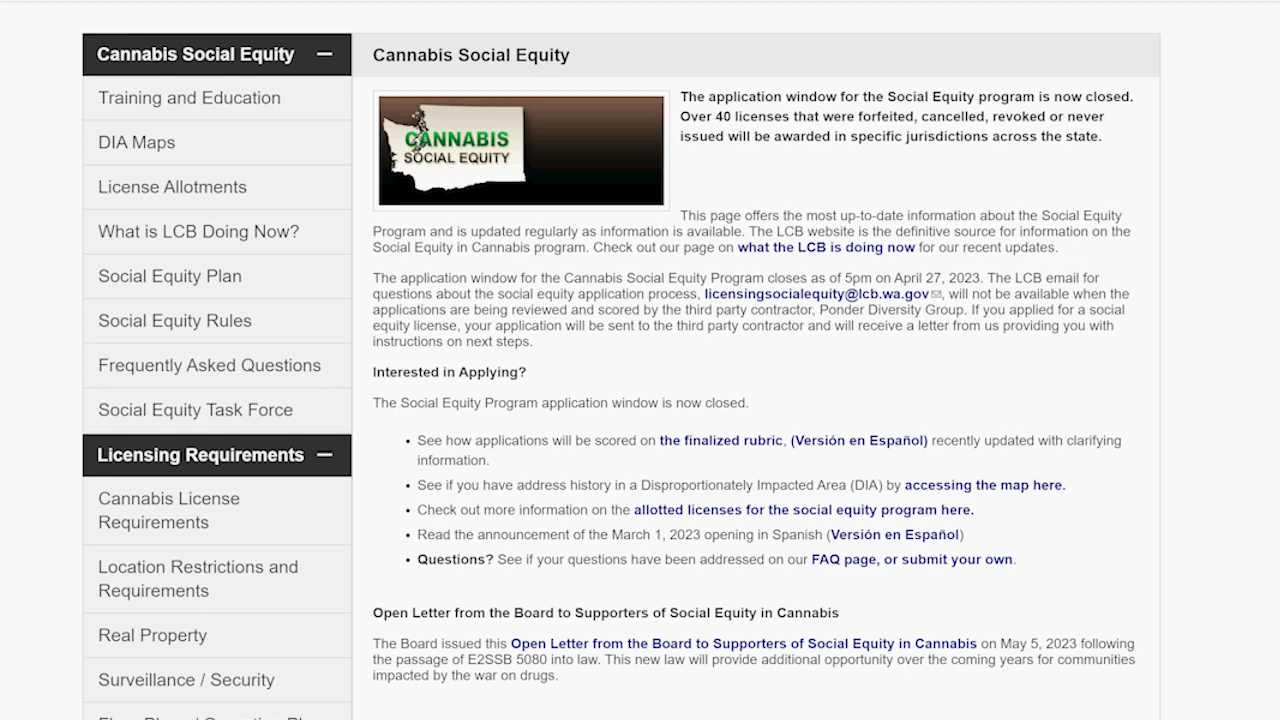 Cannabis Social Equity
Training and Education
DIA Maps
License Allotments
What is LCB Doing Now?
Social Equity Plan
Social Equity Rules
Frequently Asked Questions
Social Equity Task Force
Licensing Requirements
Cannabis License
Requirements
Location Restrictions and
Requirements
Real Property
Surveillance / Security
Cannabis Social Equity
CANNABIS
SOCIAL EQUITY
The application window for the Social Equity program is now closed.
Over 40 licenses that were forfeited, cancelled, revoked or never
issued will be awarded in specific jurisdictions across the state.
This page offers the most up-to-date information about the Social Equity
Program and is updated regularly as information is available. The LCB website is the definitive source for information on the
Social Equity in Cannabis program. Check out our page on what the LCB is doing now for our recent updates.
The application window for the Cannabis Social Equity Program closes as of 5pm on April 27, 2023. The LCB email for
questions about the social equity application process, licensingsocialequity@lcb.wa.gov, will not be available when the
applications are being reviewed and scored by the third party contractor, Ponder Diversity Group. If you applied for a social
equity license, your application will be sent to the third party contractor and will receive a letter from us providing you with
instructions on next steps.
Interested in Applying?
The Social Equity Program application window is now closed.
• See how applications will be scored on the finalized rubric, (Versión en Español) recently updated with clarifying
information.
• See if you have address history in a Disproportionately Impacted Area (DIA) by accessing the map here.
• Check out more information on the allotted licenses for the social equity program here.
• Read the announcement of the March 1, 2023 opening in Spanish (Versión en Español)
• Questions? See if your questions have been addressed on our FAQ page, or submit your own.
Open Letter from the Board to Supporters of Social Equity in Cannabis
The Board issued this Open Letter from the Board to Supporters of Social Equity in Cannabis on May 5, 2023 following
the passage of E2SSB 5080 into law. This new law will provide additional opportunity over the coming years for communities
impacted by the war on drugs.